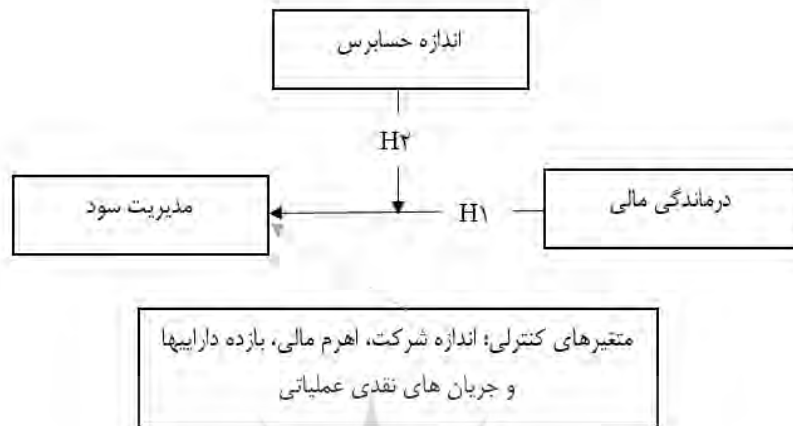 اندازه حسابرس
H۲
درماندگی مالی
H۱
مدیریت سود
متغیرهای کنترلی: اندازه شرکت، اهرم مالی، بازده داراییها
و جریان های نقدی عملیاتی